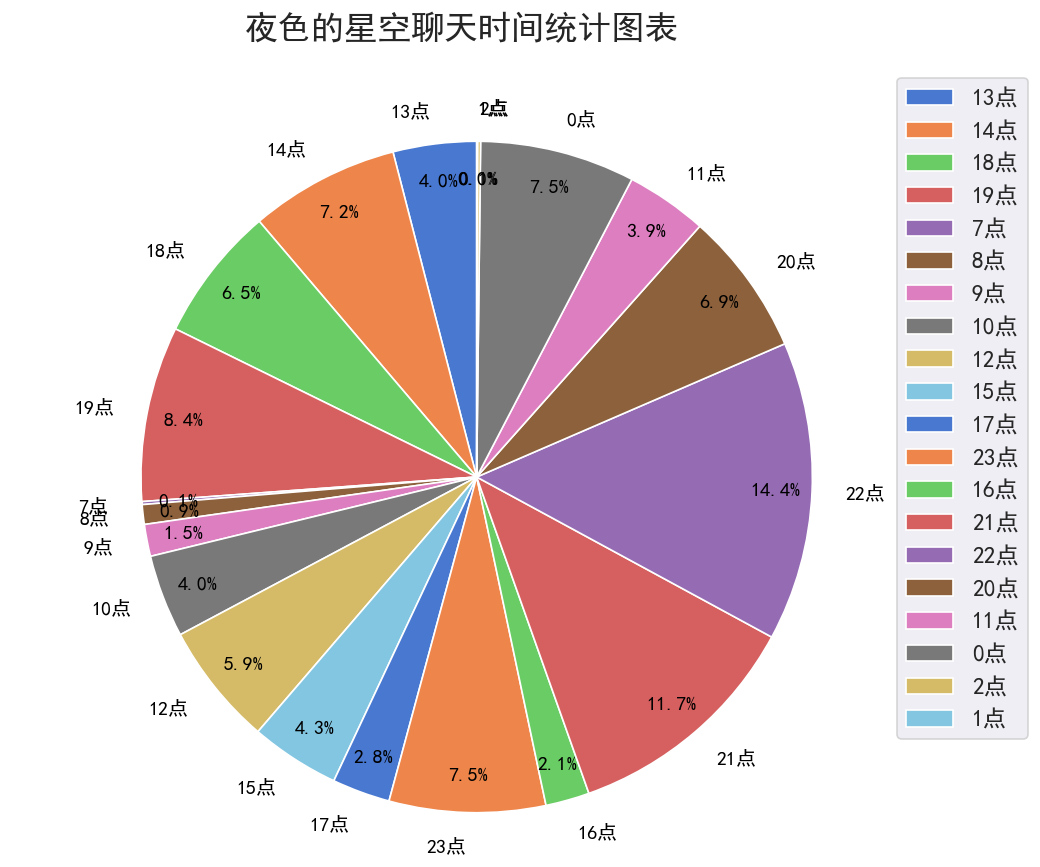 夜色的星空聊天时间统计图表
13点
4.0%
14点
7.2%
18点
6.5%
19点
8.4%
7点
0.1%
8点
0.9%
9点
1.5%
10点
4.0%
12点
5.9%
15点
4.3%
17点
2.8%
23点
7.5%
16点
2.1%
21点
11.7%
22点
14.4%
20点
6.9%
11点
3.9%
0点
7.5%
2点
1点
13点
14点
18点
19点
7点
8点
9点
10点
12点
15点
17点
23点
16点
21点
22点
20点
11点
0点
2点
1点